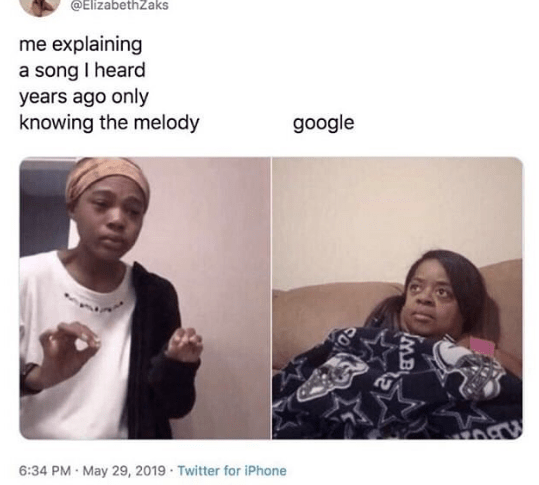 @ElizabethZaks
me explaining
a song I heard
years ago only
knowing the melody
google
6:34 PM · May 29, 2019 · Twitter for iPhone